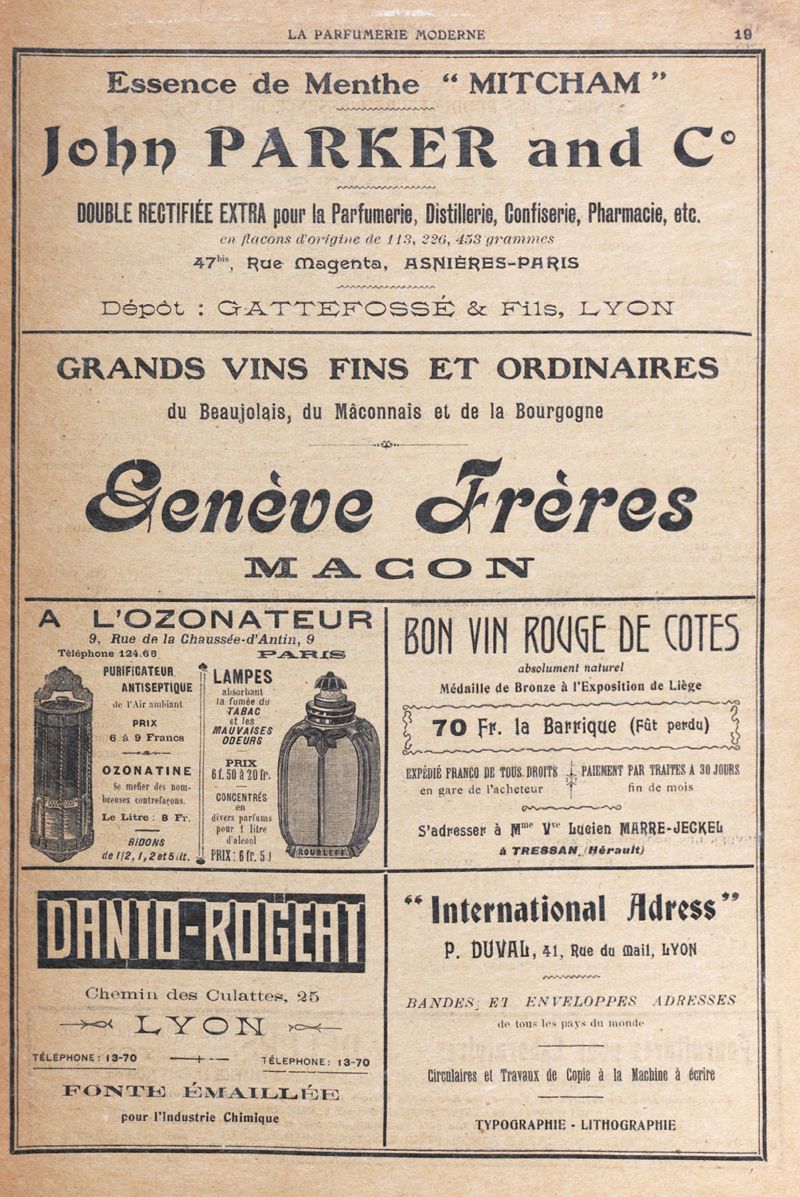 LA PARFUMERIE MODERNE
19
Essence de Menthe “ MITCHAM ”
John PARKER and Cº
DOUBLE RECTIFIÉE EXTRA pour la Parfumerie, Distillerie, Confiserie, Pharmacie, etc.
en flacons d'origine de 113, 226, 453 grammes
47bis, Rue Magenta, ASNIÈRES-PARIS
Dépôt : GATTEFOSSÉ & Fils, LYON
GRANDS VINS FINS ET ORDINAIRES
du Beaujolais, du Mâconnais et de la Bourgogne
Genève Frères
MACON
A L'OZONATEUR
9, Rue de la Chaussée-d'Antin, 9
Téléphone 124.68
PARIS
PURIFICATEUR
ANTISEPTIQUE
de l'Air ambiant
PRIX
6 à 9 Francs
OZONATINE
Se mefier des nom-
breuses contrefaçons.
Le Litre : 8 Fr.
BIDONS
de 1/2, 1, 2 et 5 lit.
LAMPES
absorbant
la fumée du
TABAC
et les
MAUVAISES
ODEURS
PRIX
6 f. 50 à 20 fr.
CONCENTRÉS
en
divers parfums
pour 1 litre
d'alcool
PRIX : 6 fr. 50
ROUBLEFF
BON VIN ROUGE DE COTES
absolument naturel
Médaille de Bronze à l'Exposition de Liège
70 Fr. la Barrique (Fût perdu)
EXPÉDIÉ FRANCO DE TOUS DROITS
en gare de l'acheteur
PAIEMENT PAR TRAITES A 30 JOURS
fin de mois
S'adresser à Mme Vve Lucien MARRE-JECKEL
à TRESSAN (Hérault)
DANTO-ROGEAT
Chemin des Culattes, 25
LYON
TÉLÉPHONE : 13-70
TÉLEPHONE : 13-70
FONTE ÉMAILLÉE
pour l'Industrie Chimique
“International Adress”
P. DUVAL, 41, Rue du Mail, LYON
BANDES ET ENVELOPPES ADRESSES
de tous les pays du monde
Circulaires et Travaux de Copie à la Machine à écrire
TYPOGRAPHIE - LITHOGRAPHIE